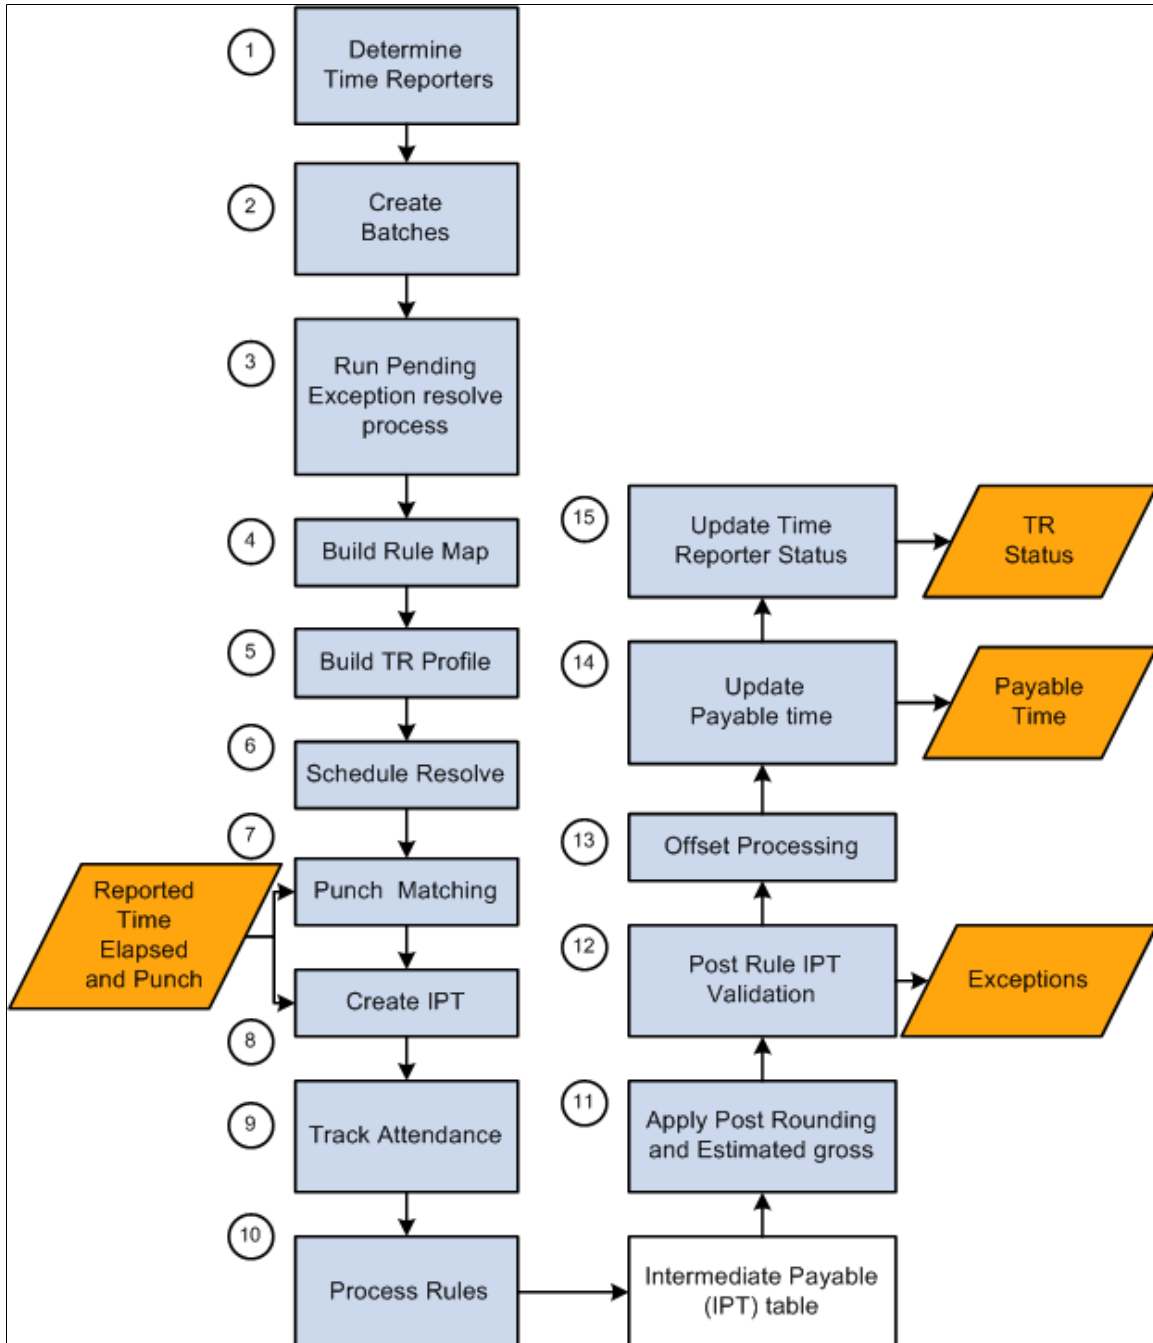 1
Determine
Time Reporters
2
Create
Batches
3
Run Pending
Exception resolve
process
4
Build Rule Map
5
Build TR Profile
6
Schedule Resolve
7
Punch Matching
Reported
Time
Elapsed
and Punch
Create IPT
8
9
Track Attendance
10
Process Rules
Intermediate Payable
(IPT) table
11
Apply Post Rounding
and Estimated gross
12
Post Rule IPT
Validation
Exceptions
13
Offset Processing
14
Update
Payable time
Payable
Time
15
Update Time
Reporter Status
TR
Status